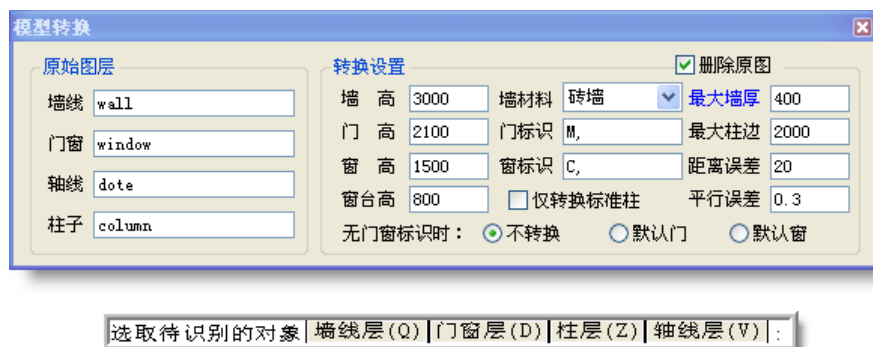 模型转换
原始图层
墙线 wall
门窗 window
轴线 dote
柱子 column
转换设置 删除原图
墙 高 3000 墙材料 砖墙 最大墙厚 400
门 高 2100 门标识 M, 最大柱边 2000
窗 高 1500 窗标识 C, 距离误差 20
窗台高 800 仅转换标准柱 平行误差 0.3
无门窗标识时： 不转换 默认门 默认窗
选取待识别的对象 墙线层(Q) 门窗层(D) 柱层(Z) 轴线层(V) :